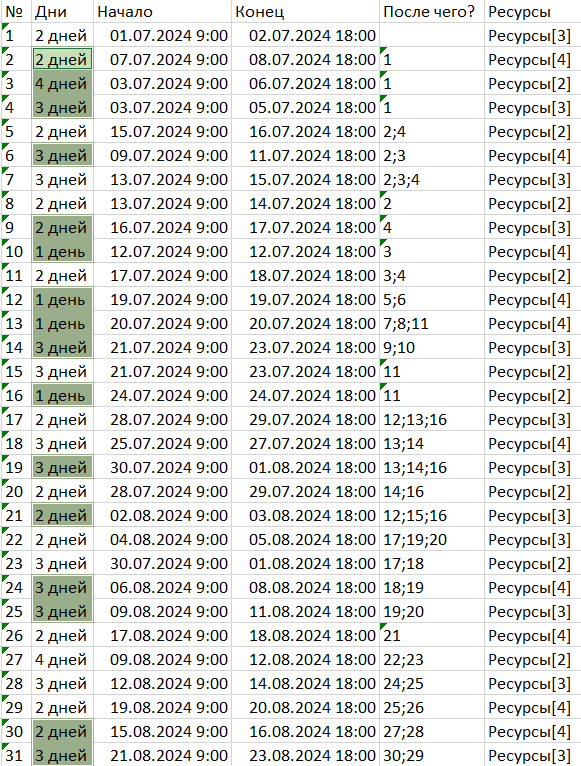 № Дни Начало Конец После чего? Ресурсы
1 2 дней 01.07.2024 9:00 02.07.2024 18:00 Ресурсы[3]
2 2 дней 07.07.2024 9:00 08.07.2024 18:00 1 Ресурсы[4]
3 4 дней 03.07.2024 9:00 06.07.2024 18:00 1 Ресурсы[2]
4 3 дней 03.07.2024 9:00 05.07.2024 18:00 1 Ресурсы[3]
5 2 дней 15.07.2024 9:00 16.07.2024 18:00 2;4 Ресурсы[2]
6 3 дней 09.07.2024 9:00 11.07.2024 18:00 2;3 Ресурсы[4]
7 3 дней 13.07.2024 9:00 15.07.2024 18:00 2;3;4 Ресурсы[3]
8 2 дней 13.07.2024 9:00 14.07.2024 18:00 2 Ресурсы[2]
9 2 дней 16.07.2024 9:00 17.07.2024 18:00 4 Ресурсы[3]
10 1 день 12.07.2024 9:00 12.07.2024 18:00 3 Ресурсы[4]
11 2 дней 17.07.2024 9:00 18.07.2024 18:00 3;4 Ресурсы[2]
12 1 день 19.07.2024 9:00 19.07.2024 18:00 5;6 Ресурсы[4]
13 1 день 20.07.2024 9:00 20.07.2024 18:00 7;8;11 Ресурсы[4]
14 3 дней 21.07.2024 9:00 23.07.2024 18:00 9;10 Ресурсы[3]
15 3 дней 21.07.2024 9:00 23.07.2024 18:00 11 Ресурсы[2]
16 1 день 24.07.2024 9:00 24.07.2024 18:00 11 Ресурсы[2]
17 2 дней 28.07.2024 9:00 29.07.2024 18:00 12;13;16 Ресурсы[3]
18 3 дней 25.07.2024 9:00 27.07.2024 18:00 13;14 Ресурсы[4]
19 3 дней 30.07.2024 9:00 01.08.2024 18:00 13;14;16 Ресурсы[3]
20 2 дней 28.07.2024 9:00 29.07.2024 18:00 14;16 Ресурсы[2]
21 2 дней 02.08.2024 9:00 03.08.2024 18:00 12;15;16 Ресурсы[3]
22 2 дней 04.08.2024 9:00 05.08.2024 18:00 17;19;20 Ресурсы[3]
23 3 дней 30.07.2024 9:00 01.08.2024 18:00 17;18 Ресурсы[2]
24 3 дней 06.08.2024 9:00 08.08.2024 18:00 18;19 Ресурсы[4]
25 3 дней 09.08.2024 9:00 11.08.2024 18:00 19;20 Ресурсы[3]
26 2 дней 17.08.2024 9:00 18.08.2024 18:00 21 Ресурсы[4]
27 4 дней 09.08.2024 9:00 12.08.2024 18:00 22;23 Ресурсы[2]
28 3 дней 12.08.2024 9:00 14.08.2024 18:00 24;25 Ресурсы[3]
29 2 дней 19.08.2024 9:00 20.08.2024 18:00 25;26 Ресурсы[4]
30 2 дней 15.08.2024 9:00 16.08.2024 18:00 27;28 Ресурсы[4]
31 3 дней 21.08.2024 9:00 23.08.2024 18:00 30;29 Ресурсы[3]